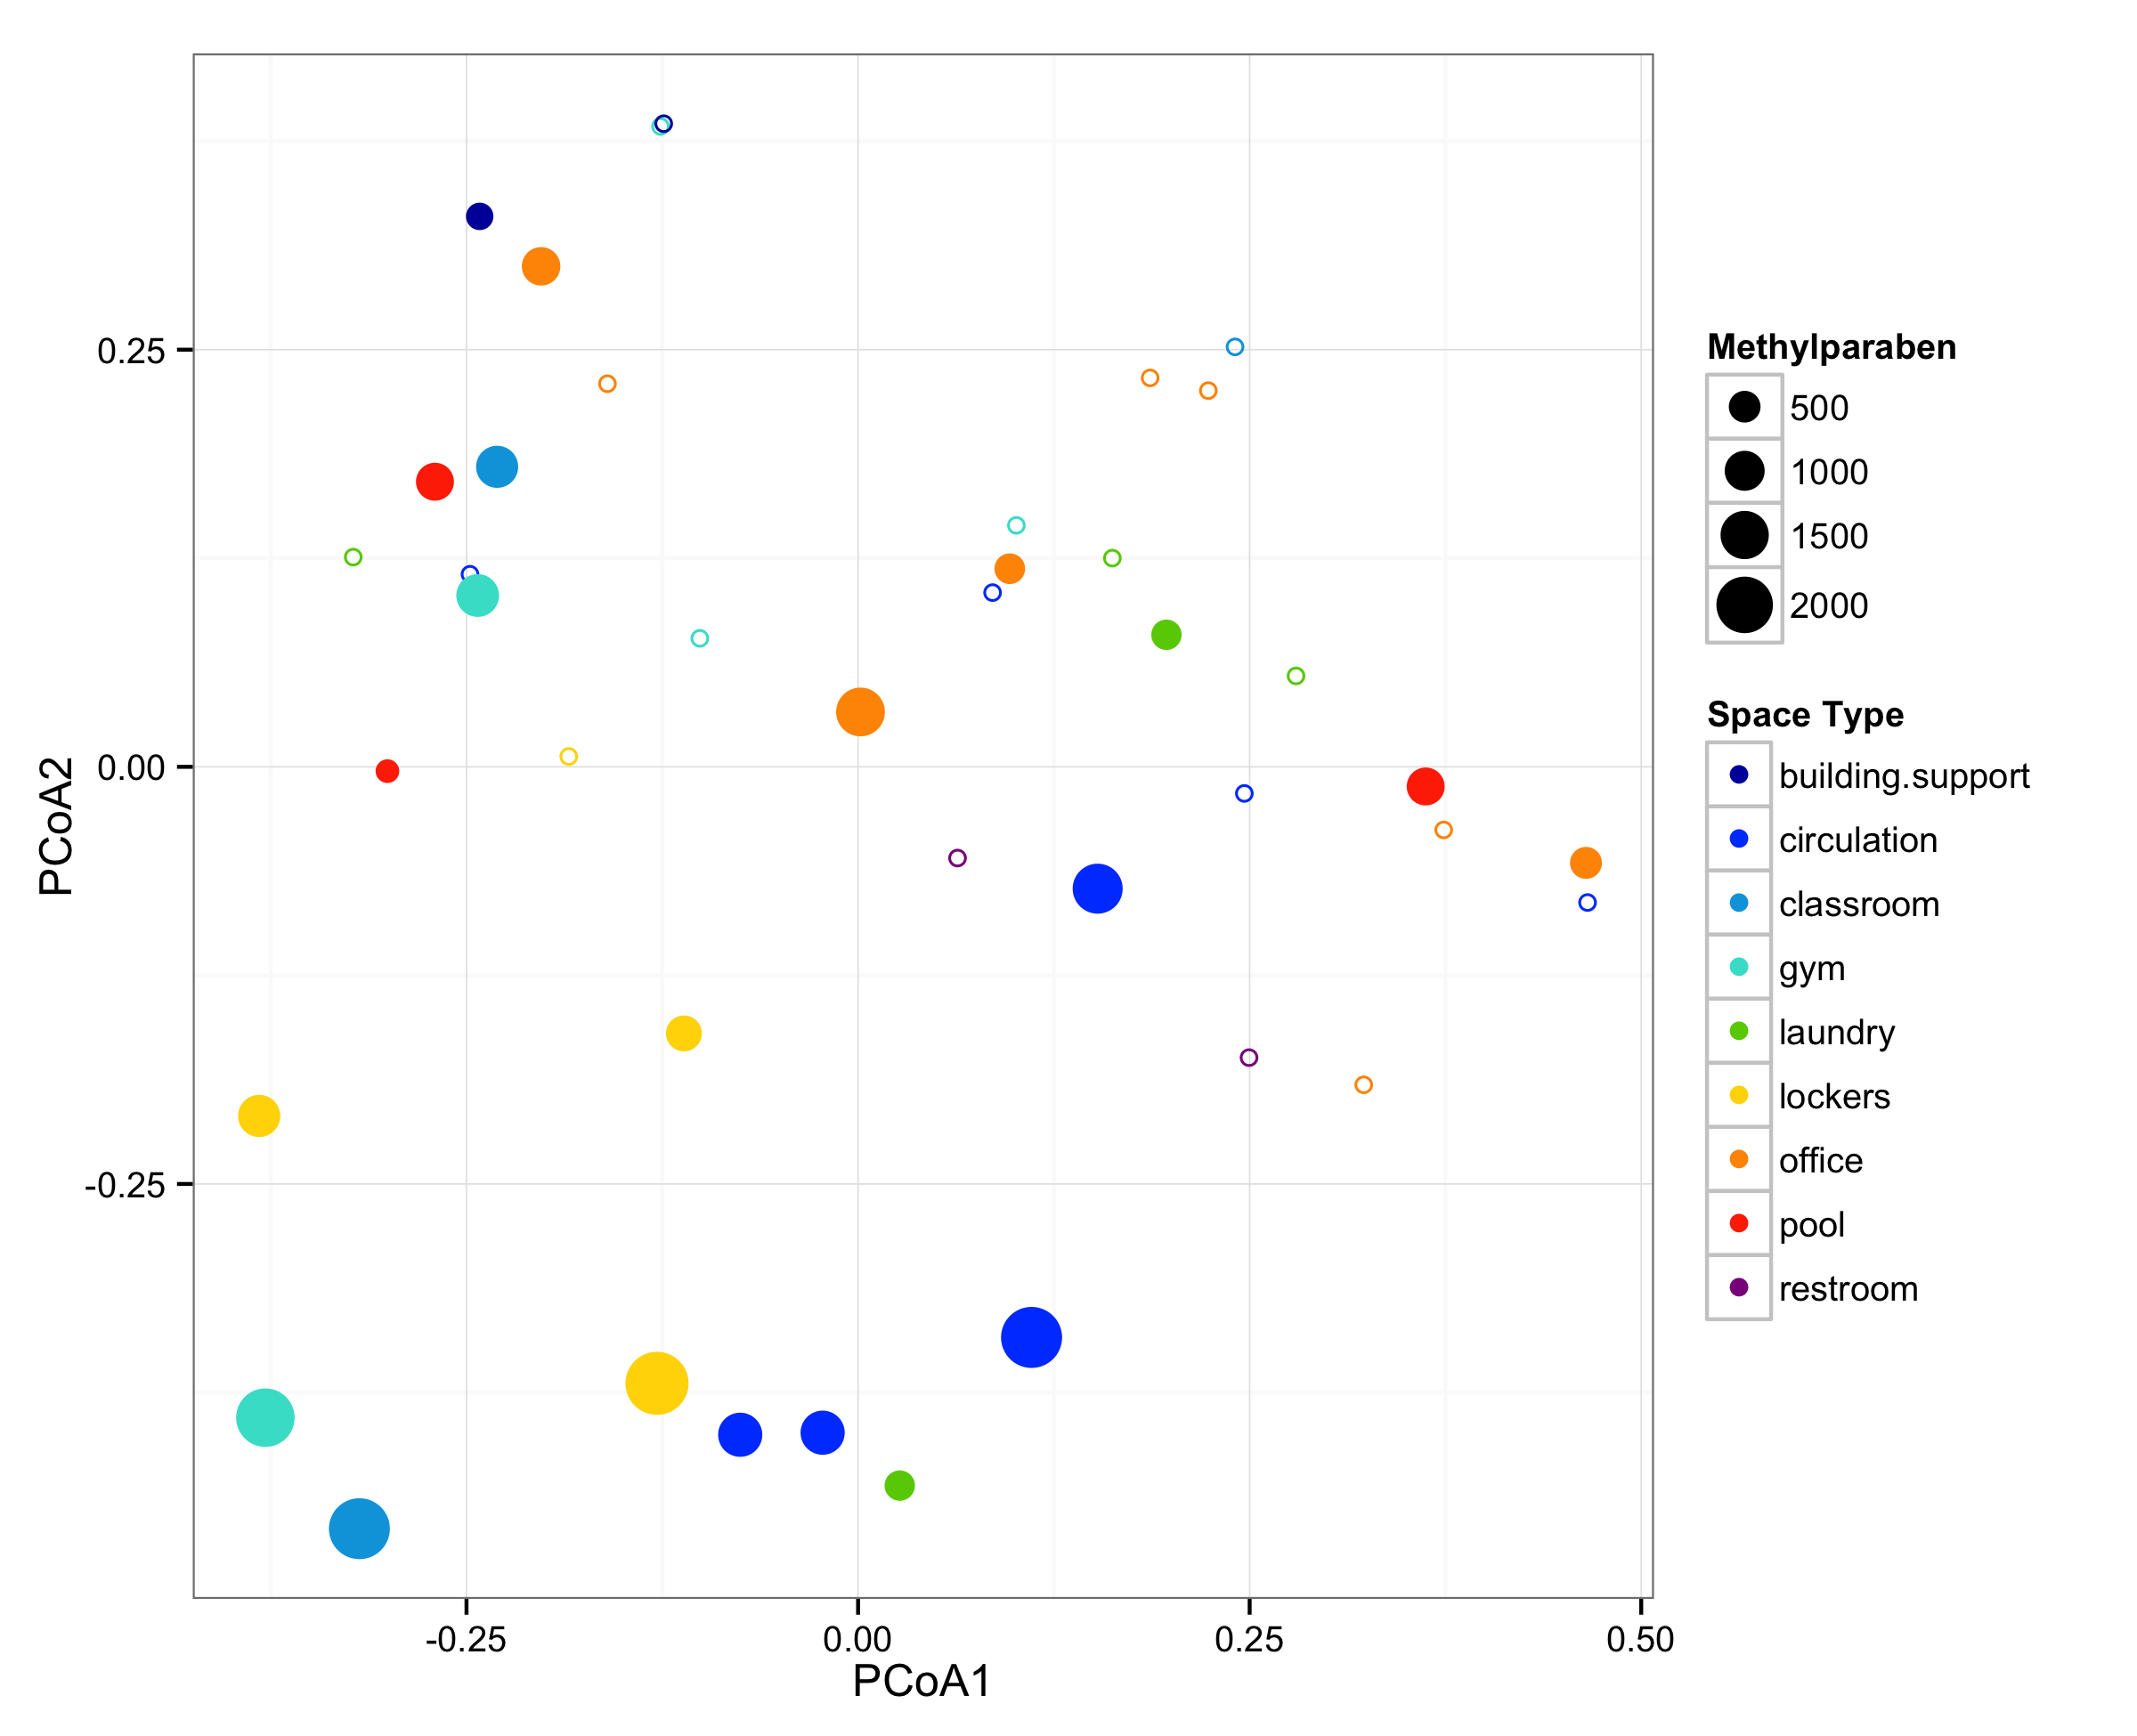 0.25
0.00
-0.25
PCoA2
-0.25
0.00
0.25
0.50
PCoA1
Methylparaben
500
1000
1500
2000
Space Type
building.support
circulation
classroom
gym
laundry
lockers
office
pool
restroom